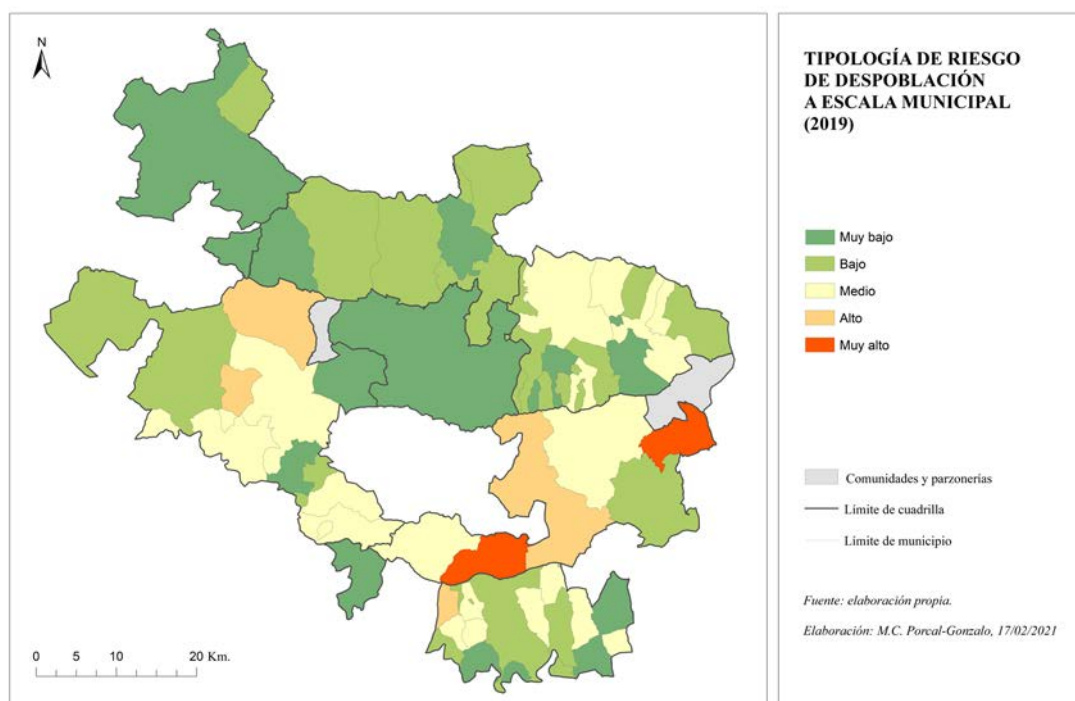 N
0 5 10 20 Km.
TIPOLOGÍA DE RIESGO
DE DESPOBLACIÓN
A ESCALA MUNICIPAL
(2019)
Muy bajo
Bajo
Medio
Alto
Muy alto
Comunidades y parzonerías
Límite de cuadrilla
Límite de municipio
Fuente: elaboración propia.
Elaboración: M.C. Porcal-Gonzalo, 17/02/2021